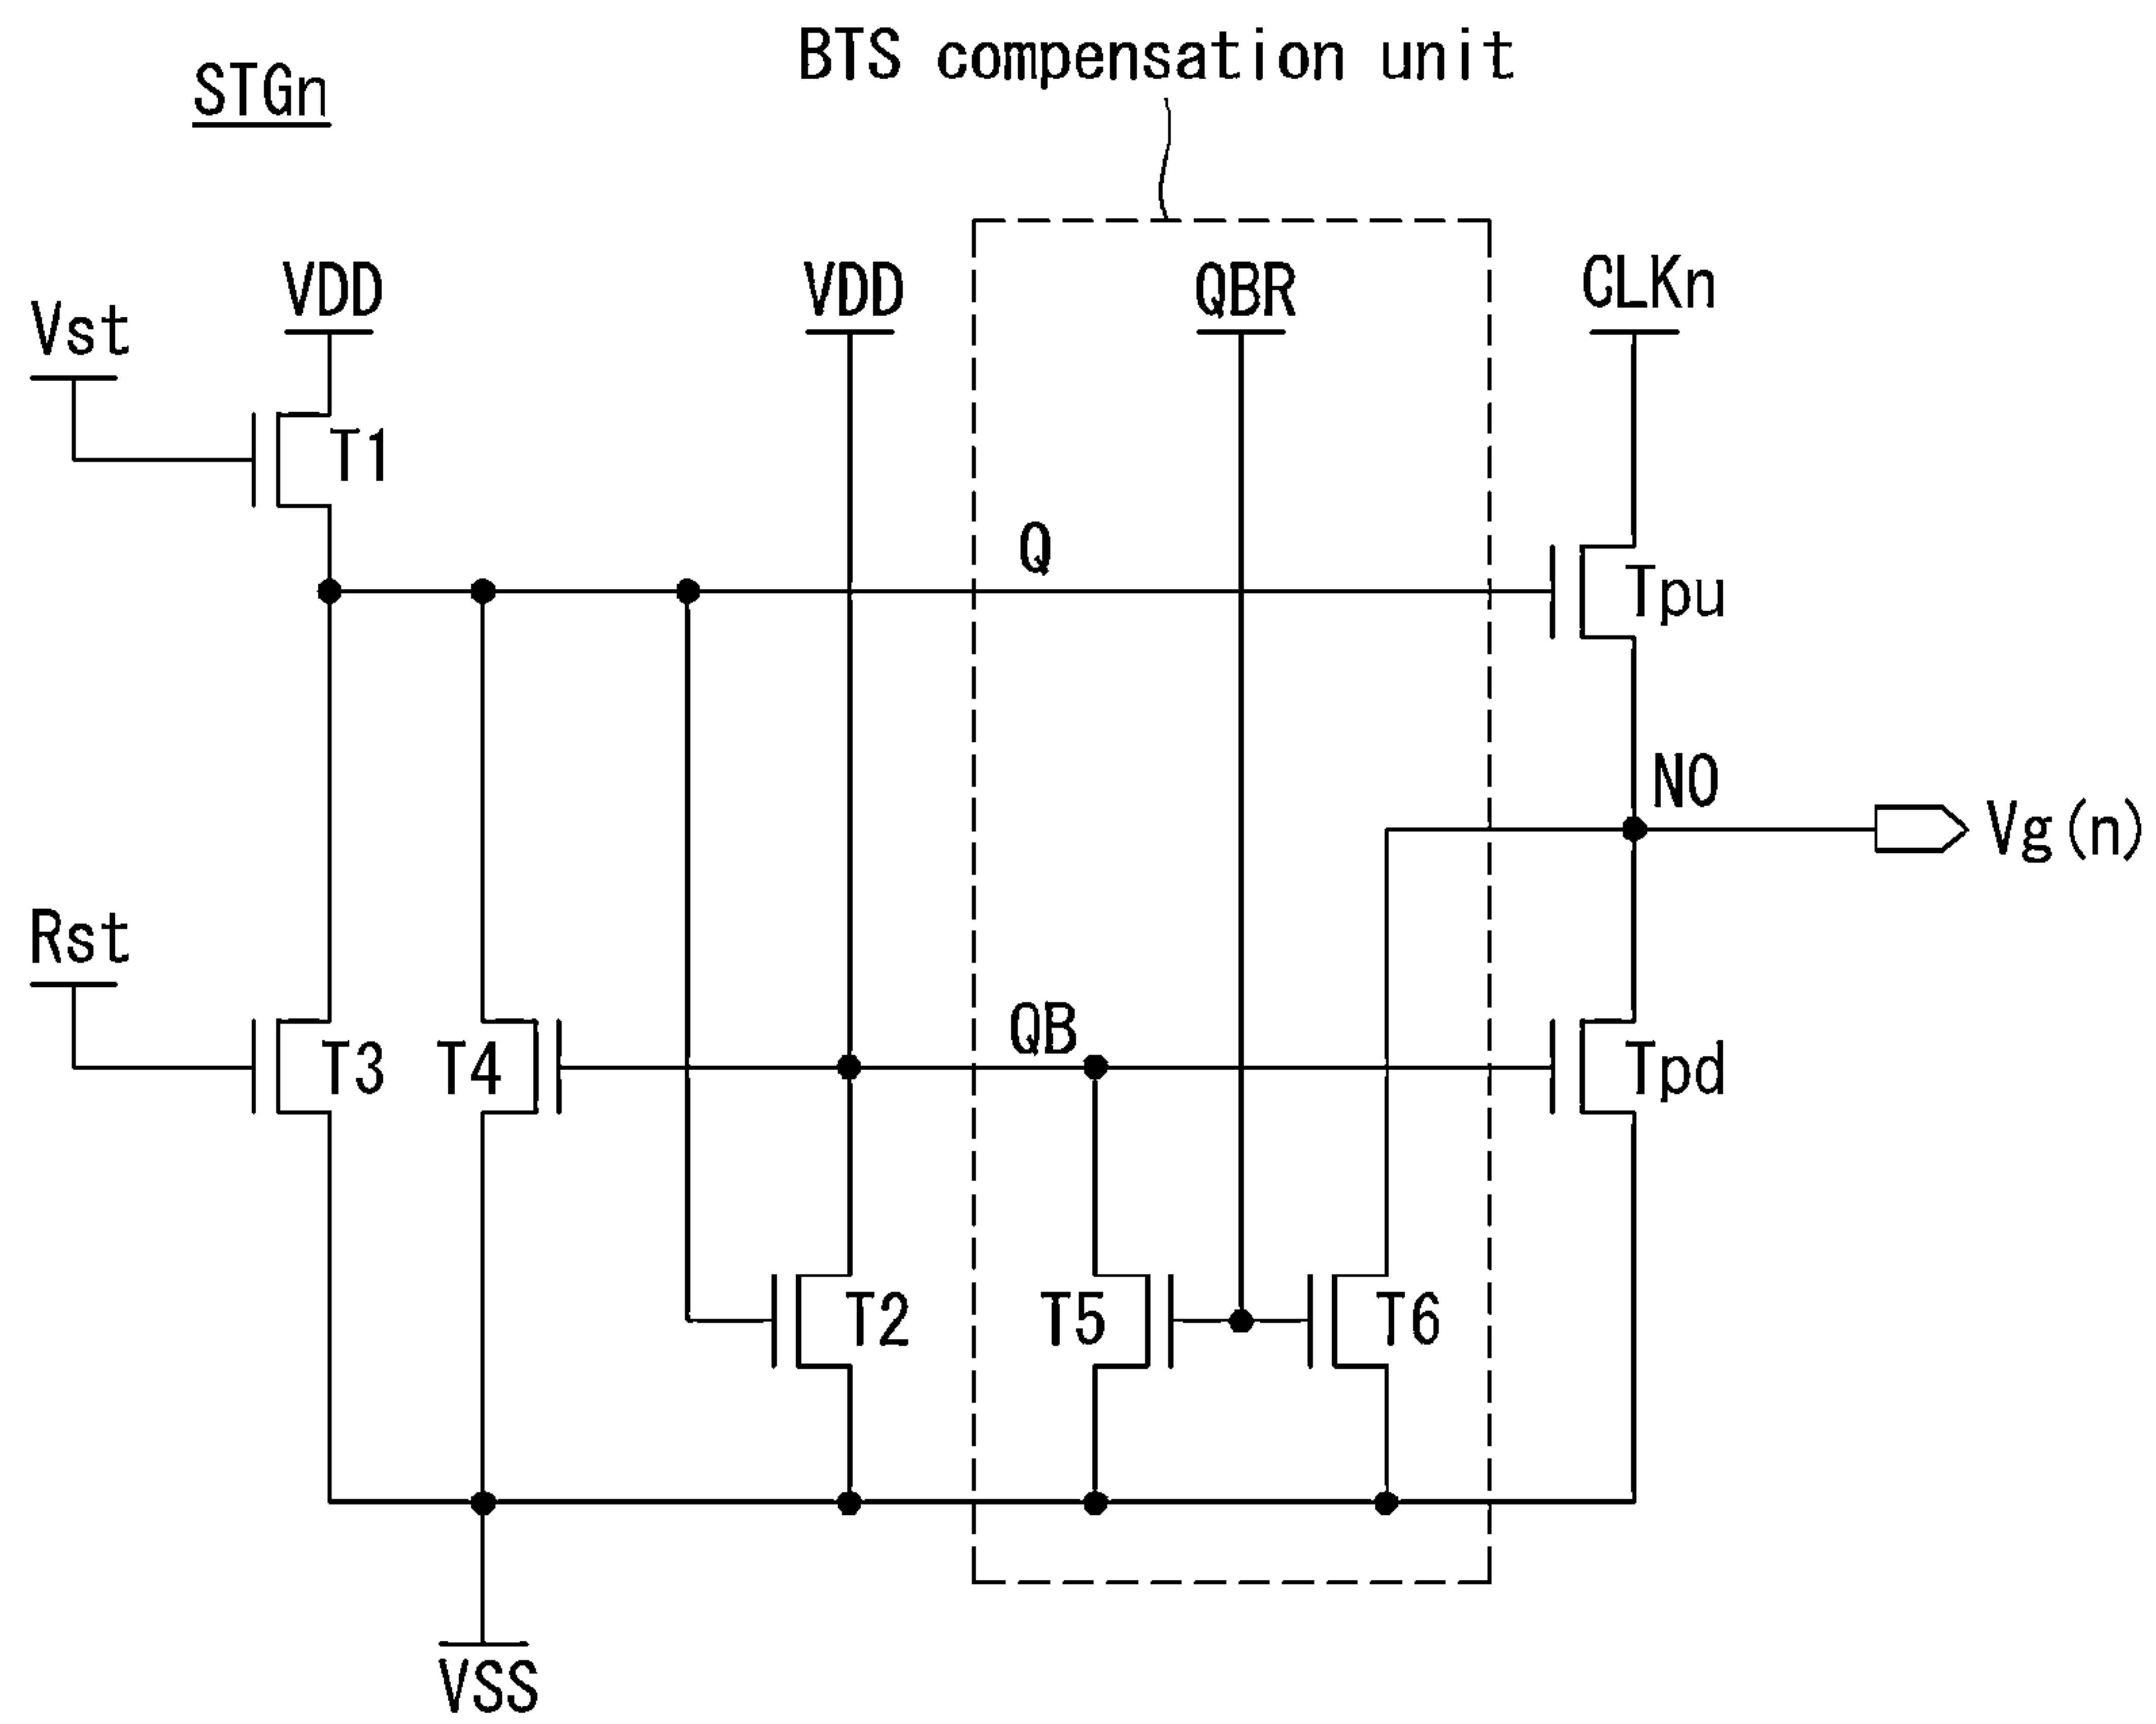 BTS compensation unit
STGn
VDD
VDD
QBR
CLKn
Vst
T1
Q
Tpu
NO
Vg(n)
Rst
QB
T3
T4
Tpd
T2
T5
T6
VSS